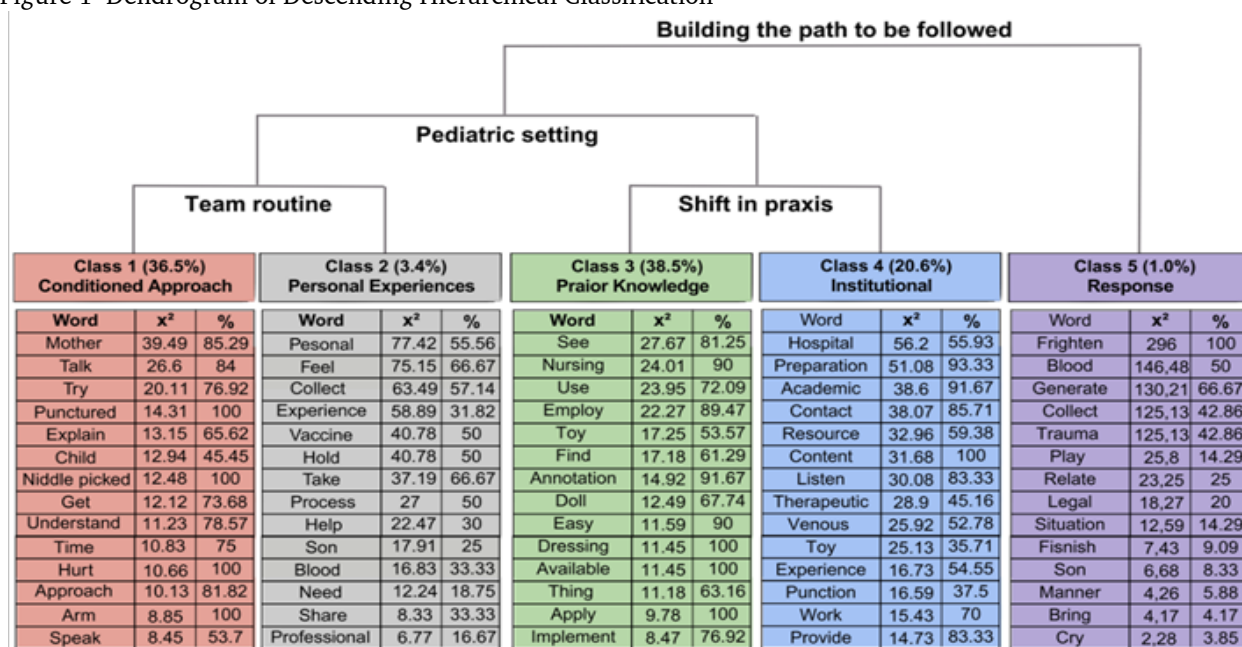 Figure 1- Dendrogram of Descending Hierarchical Classification
Building the path to be followed
Pediatric setting
Team routine
Shift in praxis
Class 1 (36.5%)
Conditioned Approach
Word x² %
Mother 39.49 85.29
Talk 26.6 84
Try 20.11 76.92
Punctured 14.31 100
Explain 13.15 65.62
Child 12.94 45.45
Niddle picked 12.48 100
Get 12.12 73.68
Understand 11.23 78.57
Time 10.83 75
Hurt 10.66 100
Approach 10.13 81.82
Arm 8.85 100
Speak 8.45 53.7
Class 2 (3.4%)
Personal Experiences
Word x² %
Pesonal 77.42 55.56
Feel 75.15 66.67
Collect 63.49 57.14
Experience 58.89 31.82
Vaccine 40.78 50
Hold 40.78 50
Take 37.19 66.67
Process 27 50
Help 22.47 30
Son 17.91 25
Blood 16.83 33.33
Need 12.24 18.75
Share 8.33 33.33
Professional 6.77 16.67
Class 3 (38.5%)
Praior Knowledge
Word x² %
See 27.67 81.25
Nursing 24.01 90
Use 23.95 72.09
Employ 22.27 89.47
Toy 17.25 53.57
Find 17.18 61.29
Annotation 14.92 91.67
Doll 12.49 67.74
Easy 11.59 90
Dressing 11.45 100
Available 11.45 100
Thing 11.18 63.16
Apply 9.78 100
Implement 8.47 76.92
Class 4 (20.6%)
Institutional
Word x² %
Hospital 56.2 55.93
Preparation 51.08 93.33
Academic 38.6 91.67
Contact 38.07 85.71
Resource 32.96 59.38
Content 31.68 100
Listen 30.08 83.33
Therapeutic 28.9 45.16
Venous 25.92 52.78
Toy 25.13 35.71
Experience 16.73 54.55
Punction 16.59 37.5
Work 15.43 70
Provide 14.73 83.33
Class 5 (1.0%)
Response
Word x² %
Frighten 296 100
Blood 146,48 50
Generate 130,21 66.67
Collect 125,13 42.86
Trauma 125,13 42.86
Play 25,8 14.29
Relate 23,25 25
Legal 18,27 20
Situation 12,59 14.29
Fisnish 7,43 9.09
Son 6,68 8.33
Manner 4,26 5.88
Bring 4,17 4.17
Cry 2,28 3.85